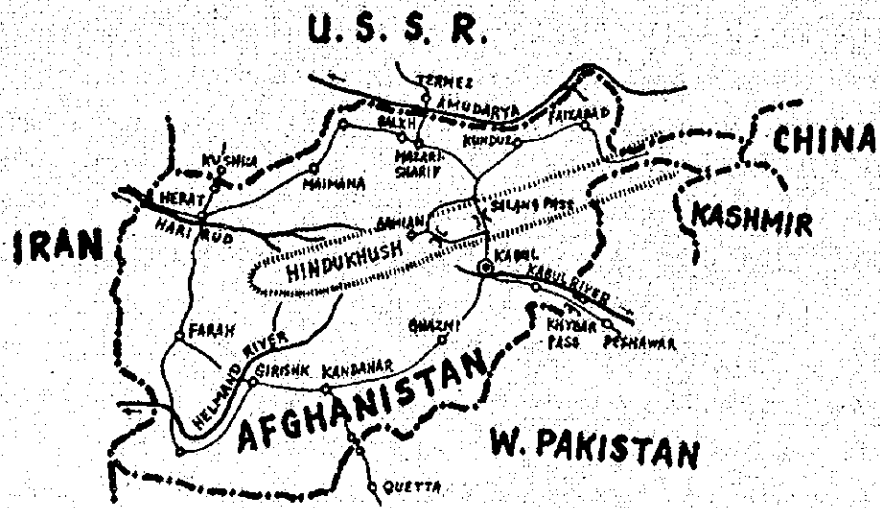 U. S. S. R.
TERMEZ
AMUDARYA
BALKH
MAZARI-
SHARIF
KUNDUZ
FAIZABAD
CHINA
KUSHKA
MAIMANA
HERAT
HARI RUD
BAMIAN
SALANG PASS
KASHMIR
IRAN
HINDUKHUSH
KABUL
KABUL RIVER
KHYBAR
PASS
PESHAWAR
FARAH
GHAZNI
HELMAND RIVER
GIRISHK
KANDAHAR
AFGHANISTAN
W. PAKISTAN
QUETTA